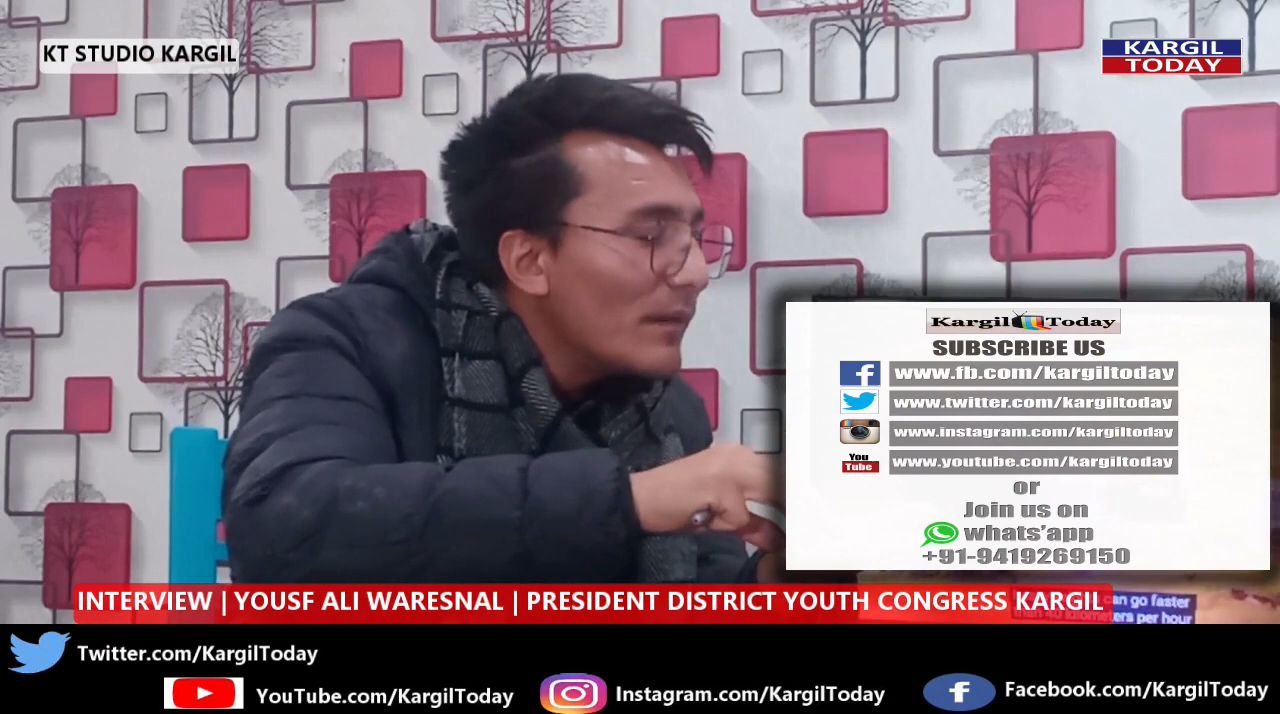 KT STUDIO KARGIL
KARGIL
TODAY
Kargil Today
SUBSCRIBE US
www.fb.com/kargiltoday
www.twitter.com/kargiltoday
www.instagram.com/kargiltoday
You
Tube
www.youtube.com/kargiltoday
or
Join us on
whats'app
+91-9419269150
INTERVIEW | YOUSF ALI WARESNAL | PRESIDENT DISTRICT YOUTH CONGRESS KARGIL
can go faster
kilometers per hour
Twitter.com/KargilToday
YouTube.com/KargilToday
Instagram.com/KargilToday
Facebook.com/KargilToday